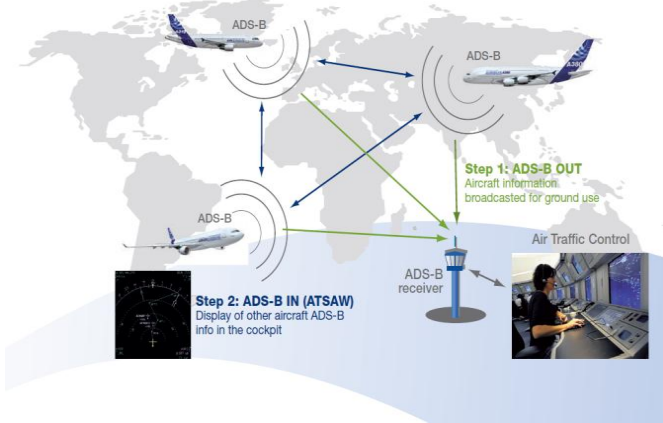 ADS-B
ADS-B
A380
Step 1: ADS-B OUT
Aircraft information
broadcasted for ground use
ADS-B
Air Traffic Control
ADS-B
receiver
Step 2: ADS-B IN (ATSAW)
Display of other aircraft ADS-B
info in the cockpit